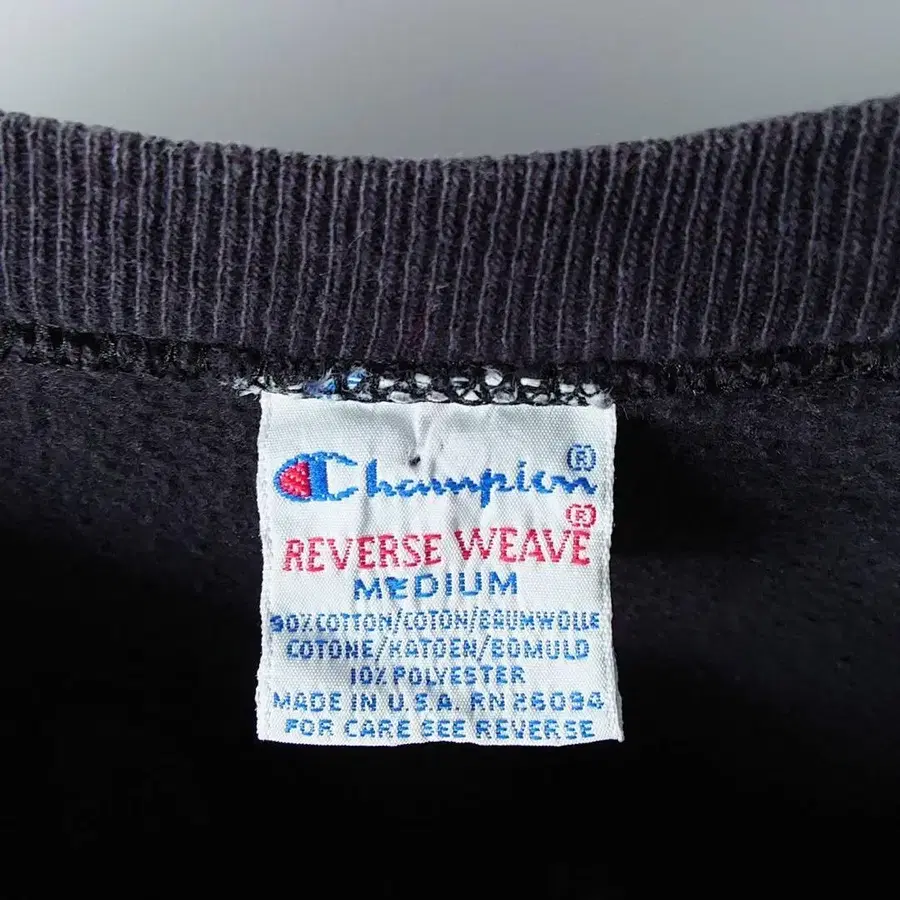 Champion®
REVERSE WEAVE®
MEDIUM
90% COTTON/COTON/BAUMWOLLE
COTONE/KATOEN/BOMULD
10% POLYESTER
MADE IN U.S.A. RN 26094
FOR CARE SEE REVERSE